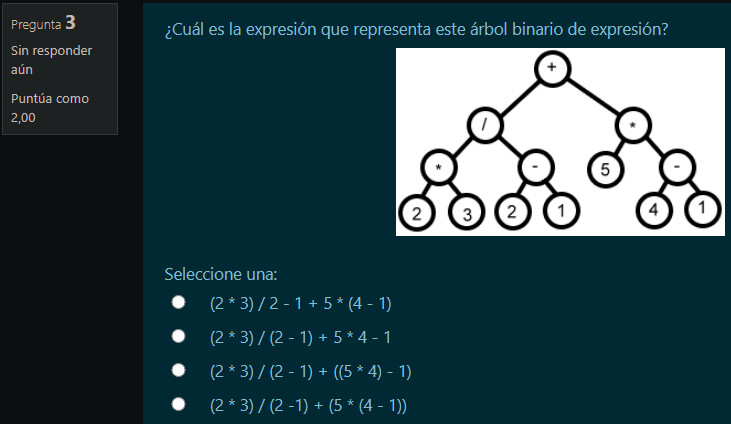 Pregunta 3
Sin responder
aún
Puntúa como
2,00
¿Cuál es la expresión que representa este árbol binario de expresión?
+
/ *
* - 5 -
2 3 2 1 4 1
Seleccione una:
(2 * 3) / 2 - 1 + 5 * (4 - 1)
(2 * 3) / (2 - 1) + 5 * 4 - 1
(2 * 3) / (2 - 1) + ((5 * 4) - 1)
(2 * 3) / (2 -1) + (5 * (4 - 1))